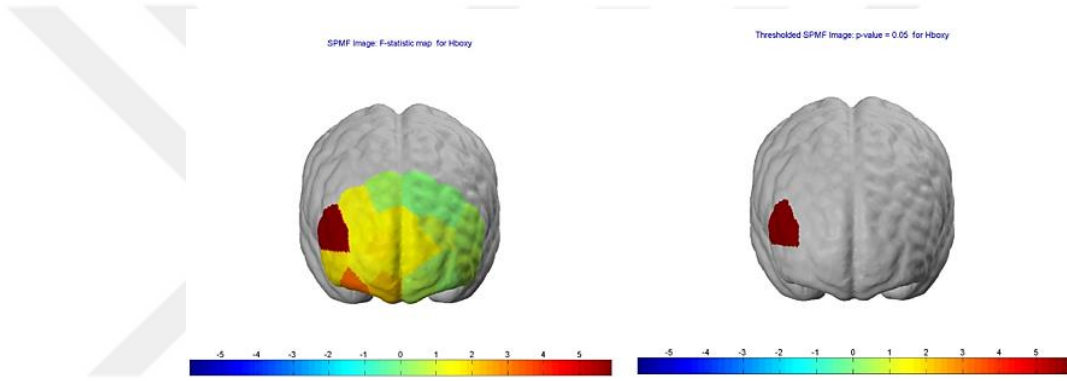 SPMF Image: F-statistic map for Hboxy
Thresholded SPMF Image: p-value = 0.05 for Hboxy
-5 -4 -3 -2 -1 0 1 2 3 4 5
-5 -4 -3 -2 -1 0 1 2 3 4 5